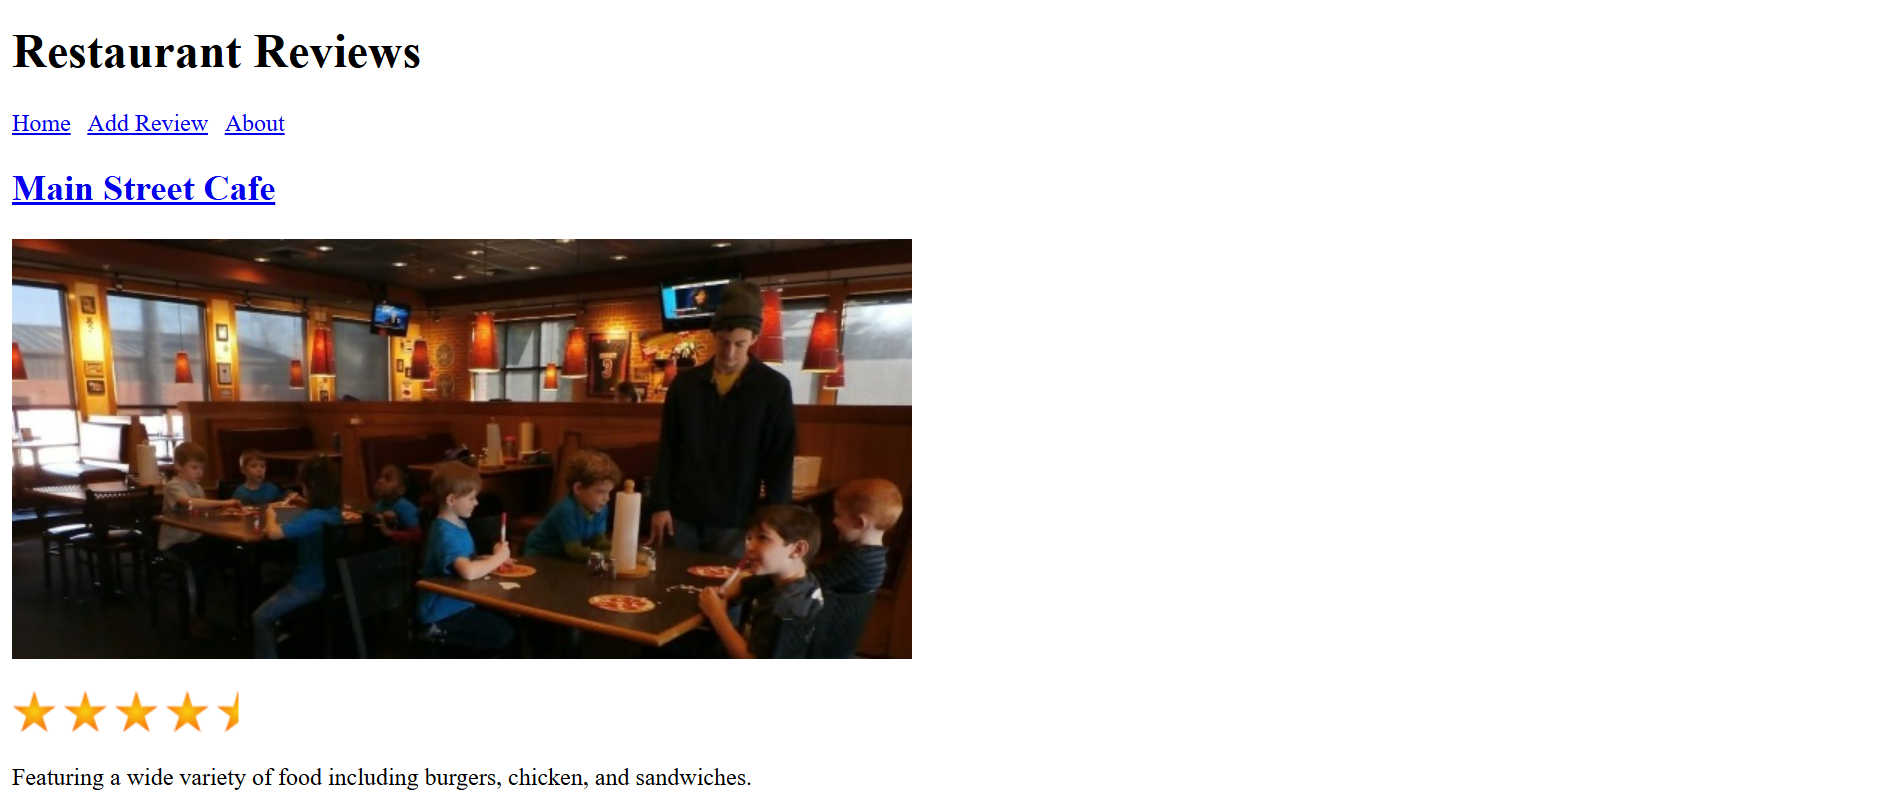 Restaurant Reviews
Home Add Review About
Main Street Cafe
3
Featuring a wide variety of food including burgers, chicken, and sandwiches.